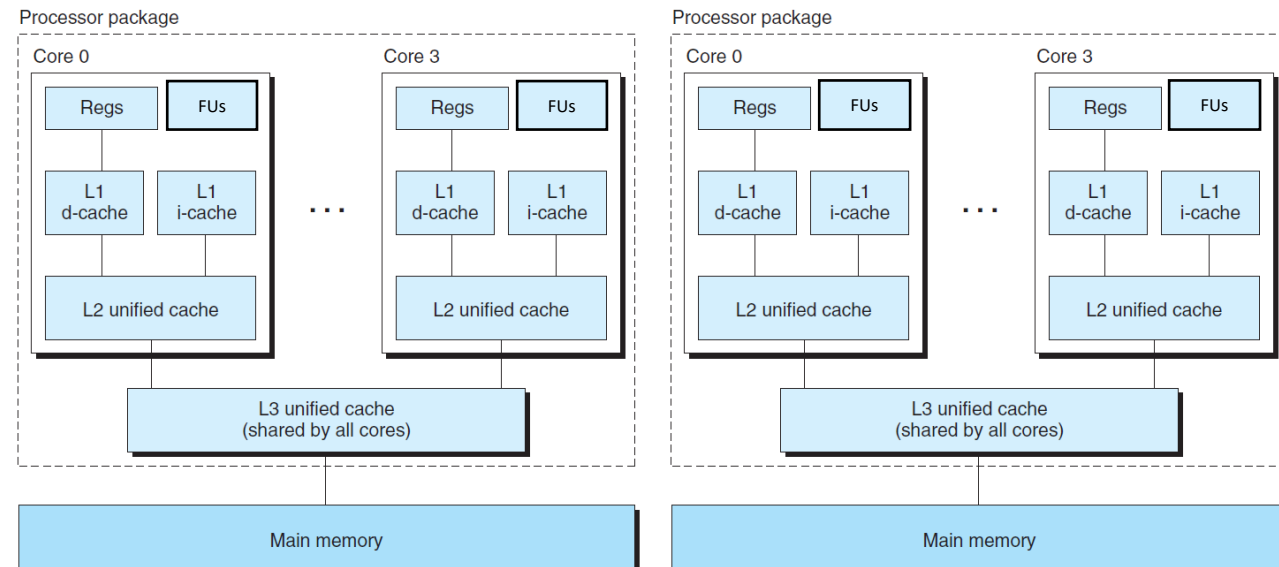 Processor package
Core 0
Core 3
Regs
FUs
Regs
FUs
L1
d-cache
L1
i-cache
. . .
L1
d-cache
L1
i-cache
L2 unified cache
L2 unified cache
L3 unified cache
(shared by all cores)
Main memory
Processor package
Core 0
Core 3
Regs
FUs
Regs
FUs
L1
d-cache
L1
i-cache
. . .
L1
d-cache
L1
i-cache
L2 unified cache
L2 unified cache
L3 unified cache
(shared by all cores)
Main memory